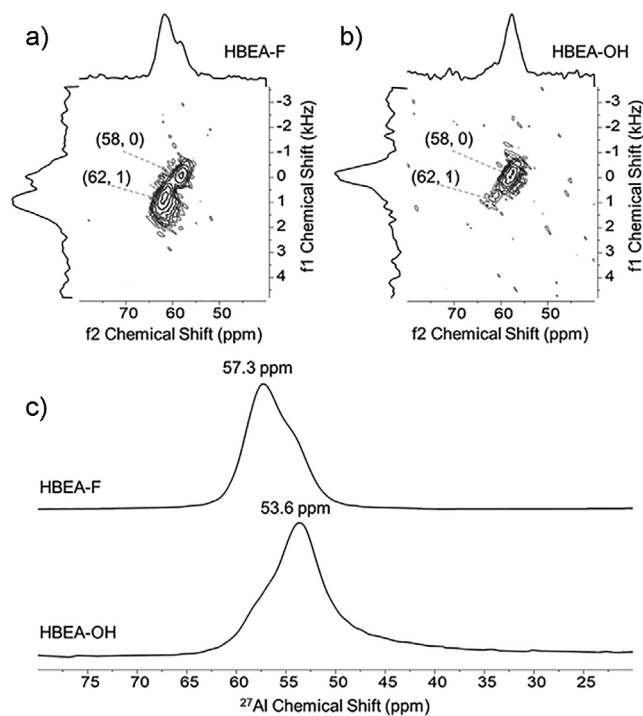 a)
HBEA-F
(58, 0)
(62, 1)
-3
-2
-1
0
1
2
3
4
f1 Chemical Shift (kHz)
70 60 50
f2 Chemical Shift (ppm)
b)
HBEA-OH
(58, 0)
(62, 1)
-3
-2
-1
0
1
2
3
4
f1 Chemical Shift (kHz)
70 60 50
f2 Chemical Shift (ppm)
c)
57.3 ppm
HBEA-F
53.6 ppm
HBEA-OH
75 70 65 60 55 50 45 40 35 30 25
²⁷Al Chemical Shift (ppm)